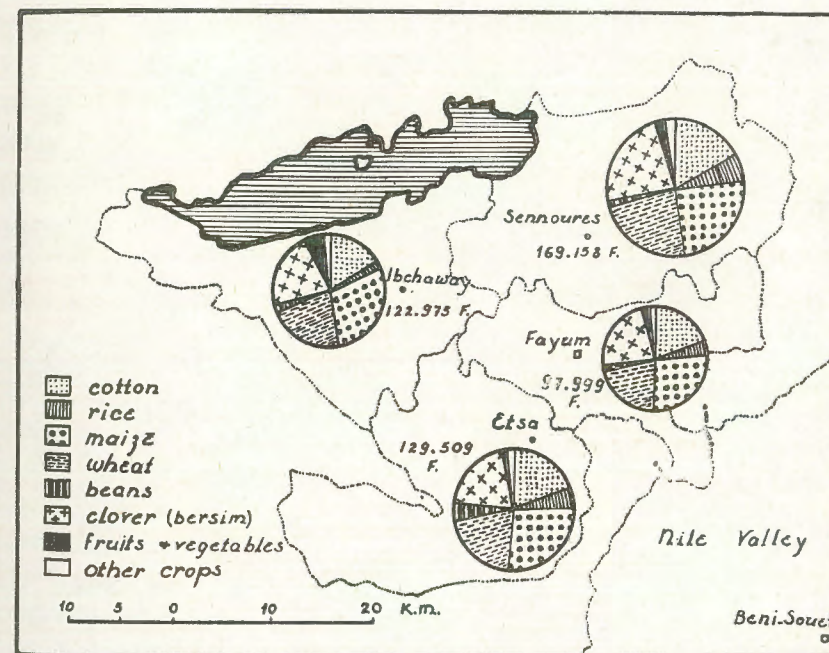 Sennoures
169.158 F.
Ibchaway
122.975 F.
Fayum
97.999
F.
Etsa
129.509
F.
cotton
rice
maize
wheat
beans
clover (bersim)
fruits + vegetables
other crops
10 5 0 10 20 K.m.
Nile Valley
Beni-Souef